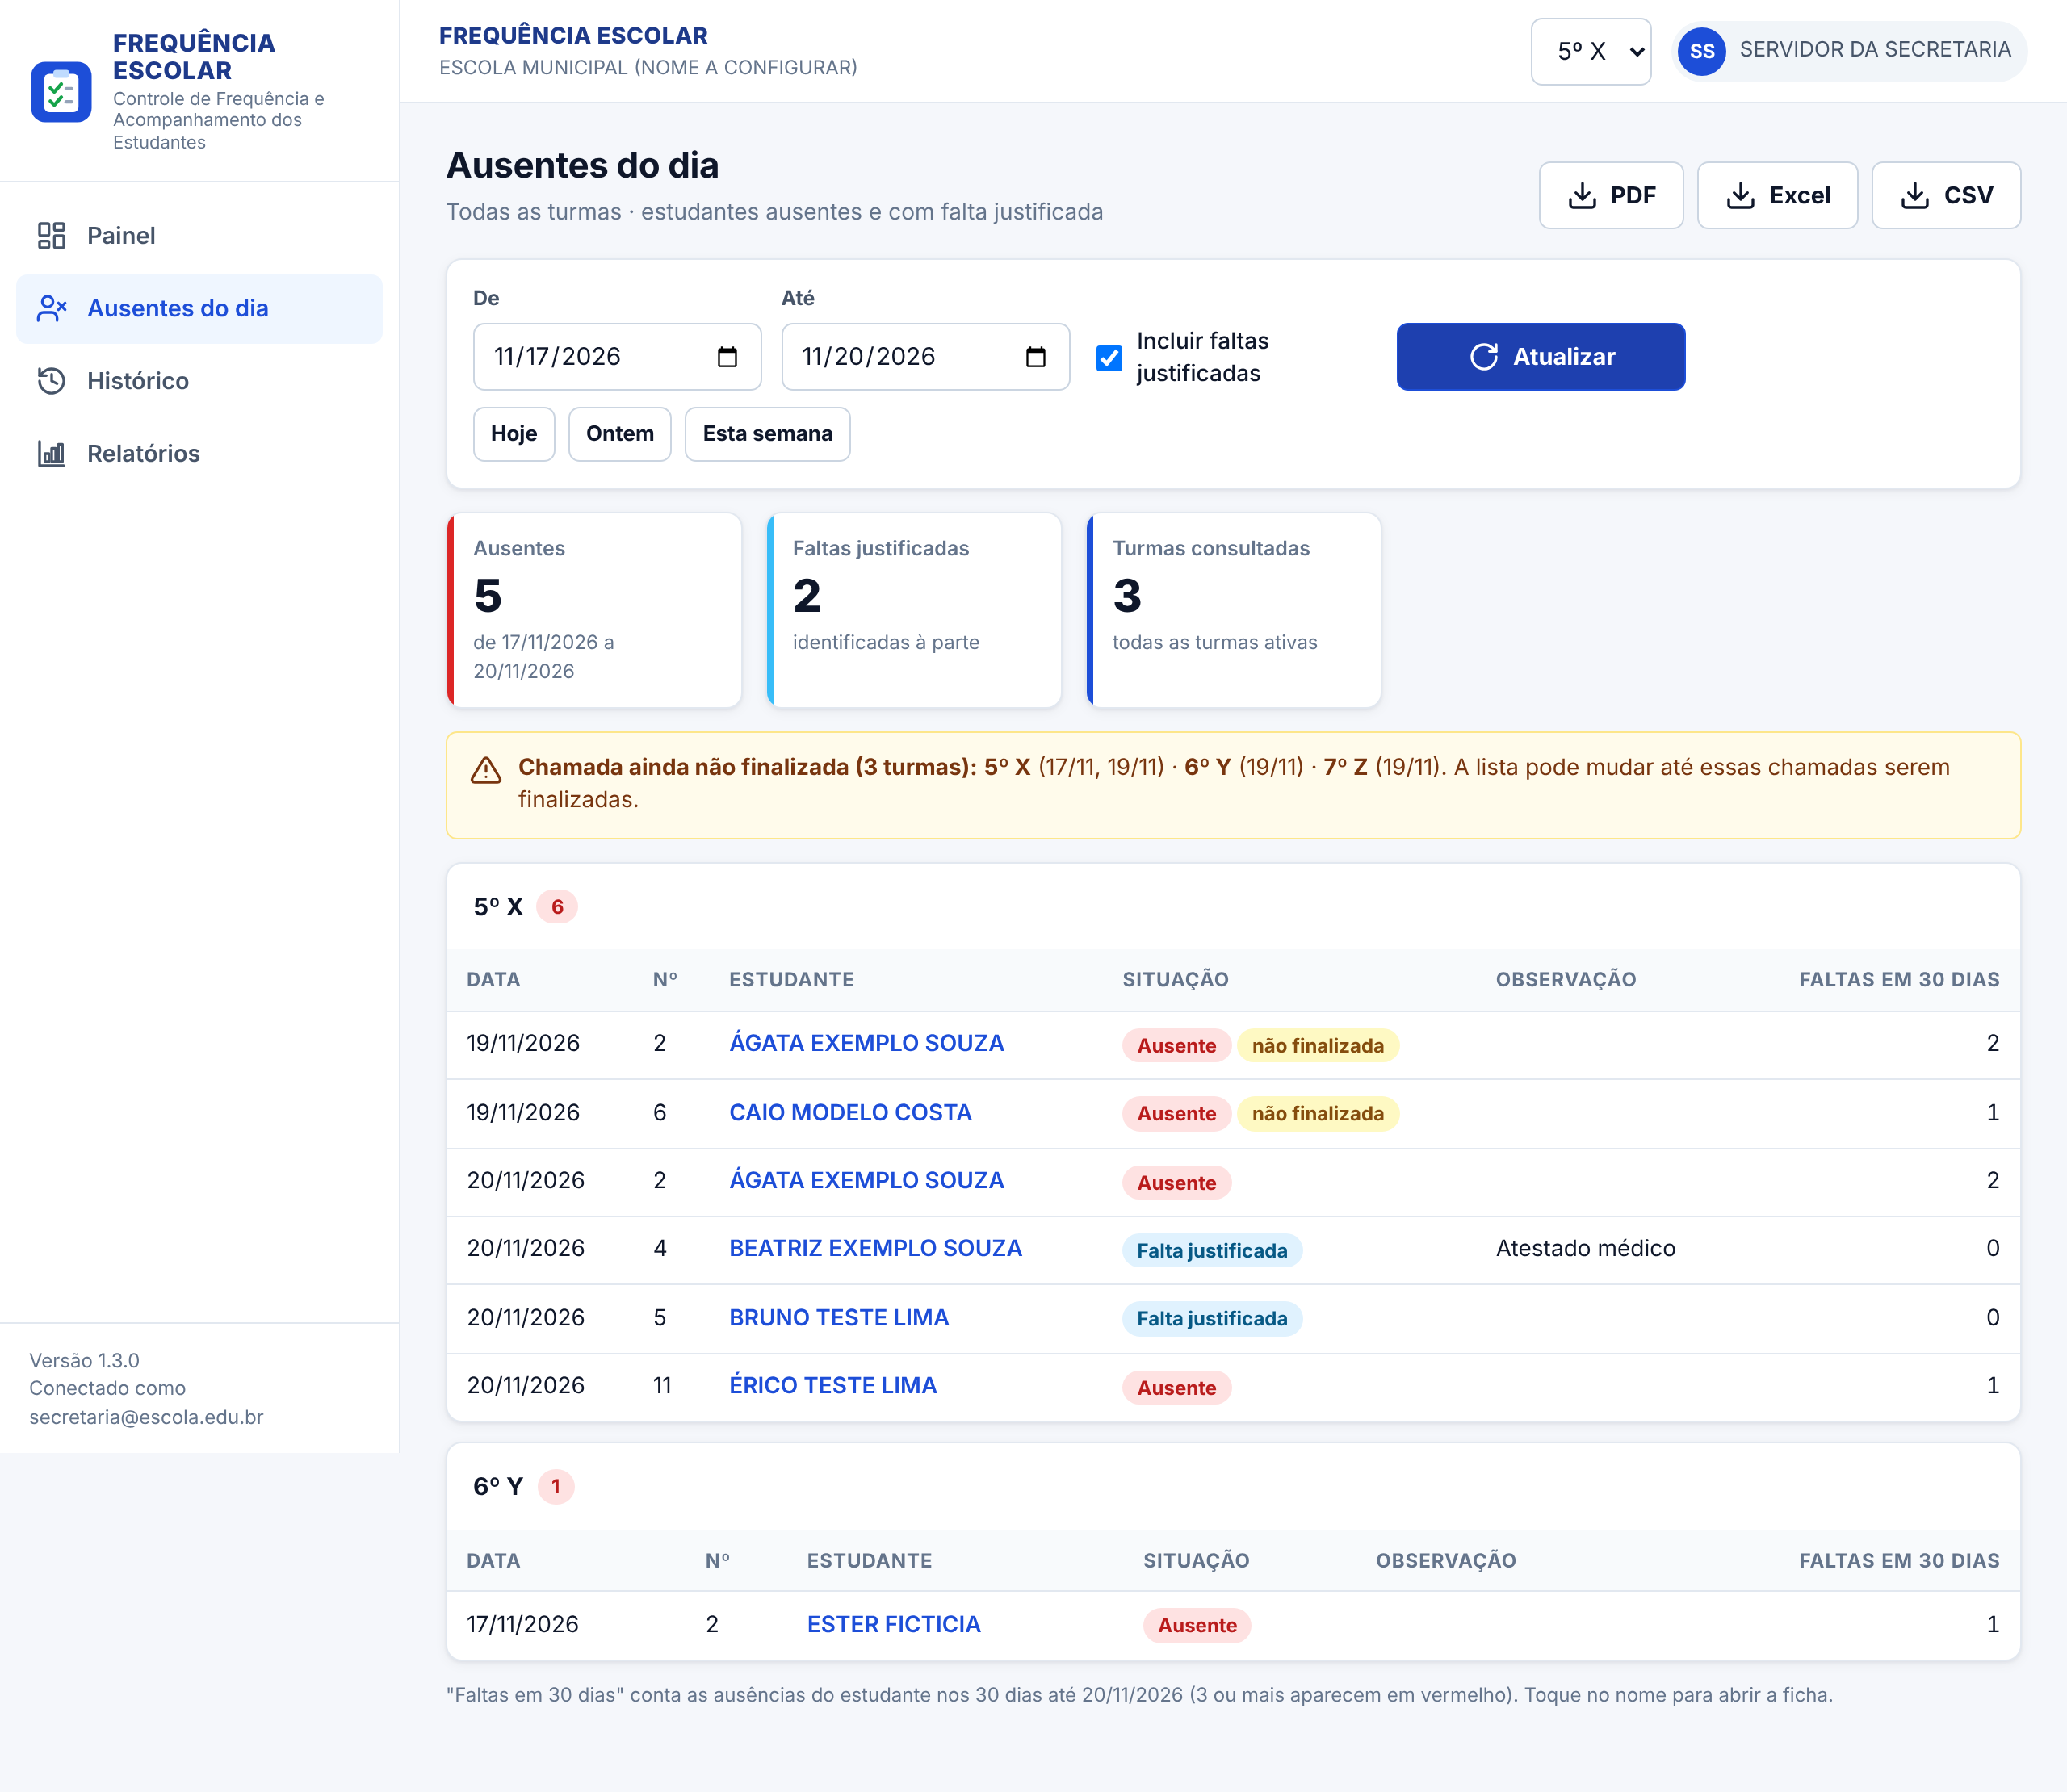 FREQUÊNCIA
ESCOLAR
Controle de Frequência e
Acompanhamento dos
Estudantes
Painel
Ausentes do dia
Histórico
Relatórios
Versão 1.3.0
Conectado como
secretaria@escola.edu.br
FREQUÊNCIA ESCOLAR
ESCOLA MUNICIPAL (NOME A CONFIGURAR)
5º X
SS SERVIDOR DA SECRETARIA
Ausentes do dia
Todas as turmas · estudantes ausentes e com falta justificada
PDF Excel CSV
De Até
11/17/2026 11/20/2026 Incluir faltas
justificadas
Atualizar
Hoje Ontem Esta semana
Ausentes
5
de 17/11/2026 a
20/11/2026
Faltas justificadas
2
identificadas à parte
Turmas consultadas
3
todas as turmas ativas
Chamada ainda não finalizada (3 turmas): 5º X (17/11, 19/11) · 6º Y (19/11) · 7º Z (19/11). A lista pode mudar até essas chamadas serem
finalizadas.
5º X 6
DATA Nº ESTUDANTE SITUAÇÃO OBSERVAÇÃO FALTAS EM 30 DIAS
19/11/2026 2 ÁGATA EXEMPLO SOUZA Ausente não finalizada 2
19/11/2026 6 CAIO MODELO COSTA Ausente não finalizada 1
20/11/2026 2 ÁGATA EXEMPLO SOUZA Ausente 2
20/11/2026 4 BEATRIZ EXEMPLO SOUZA Falta justificada Atestado médico 0
20/11/2026 5 BRUNO TESTE LIMA Falta justificada 0
20/11/2026 11 ÉRICO TESTE LIMA Ausente 1
6º Y 1
DATA Nº ESTUDANTE SITUAÇÃO OBSERVAÇÃO FALTAS EM 30 DIAS
17/11/2026 2 ESTER FICTICIA Ausente 1
"Faltas em 30 dias" conta as ausências do estudante nos 30 dias até 20/11/2026 (3 ou mais aparecem em vermelho). Toque no nome para abrir a ficha.